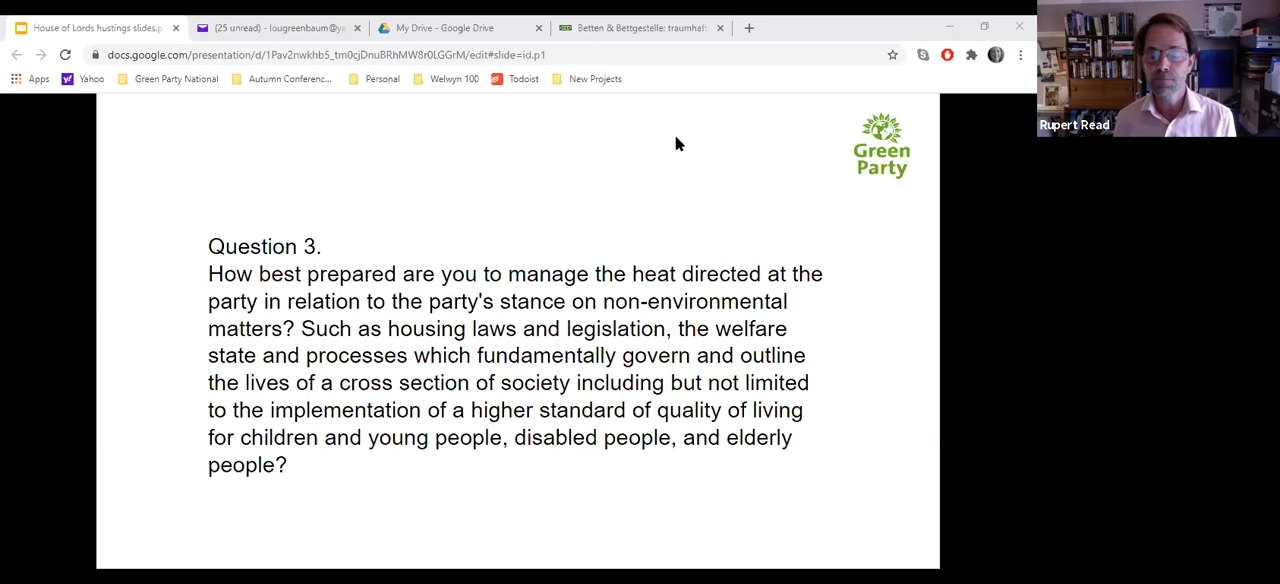 House of Lords hustings slides.p
(25 unread) - lougreenbaum@ya
My Drive - Google Drive
Betten & Bettgestelle: traumhaft
docs.google.com/presentation/d/1Pav2nwkhb5_tm0cjDnuBRhMW8r0LGGrM/edit#slide=id.p1
Apps Yahoo Green Party National Autumn Conferenc... Personal Welwyn 100 Todoist New Projects
Rupert Read
Green
Party
Question 3.
How best prepared are you to manage the heat directed at the
party in relation to the party's stance on non-environmental
matters? Such as housing laws and legislation, the welfare
state and processes which fundamentally govern and outline
the lives of a cross section of society including but not limited
to the implementation of a higher standard of quality of living
for children and young people, disabled people, and elderly
people?